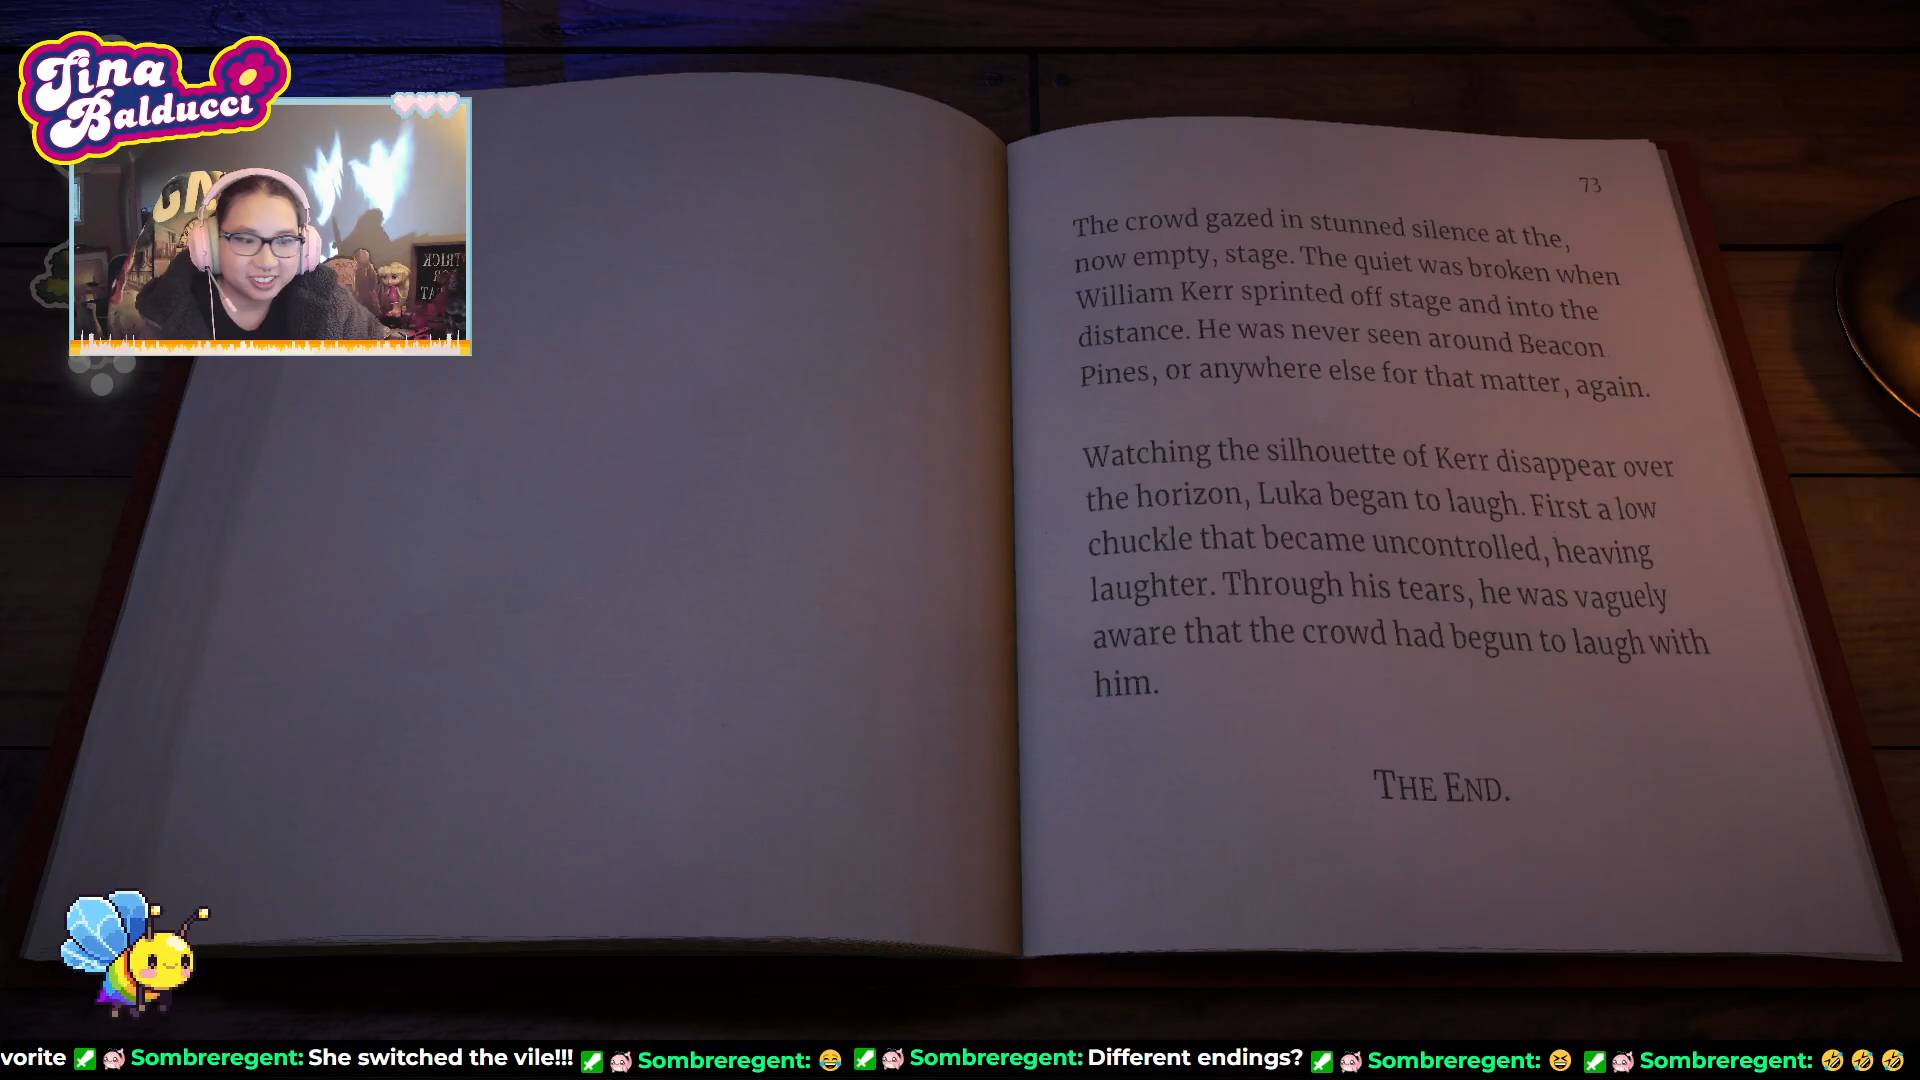 Tina
Balducci
TRICK
OR
73
The crowd gazed in stunned silence at the,
now empty, stage. The quiet was broken when
William Kerr sprinted off stage and into the
distance. He was never seen around Beacon
Pines, or anywhere else for that matter, again.
Watching the silhouette of Kerr disappear over
the horizon, Luka began to laugh. First a low
chuckle that became uncontrolled, heaving
laughter. Through his tears, he was vaguely
aware that the crowd had begun to laugh with
him.
THE END.
vorite Sombreregent: She switched the vile!!! Sombreregent: 😂 Sombreregent: Different endings? Sombreregent: 😆 Sombreregent: 🤣 🤣 🤣